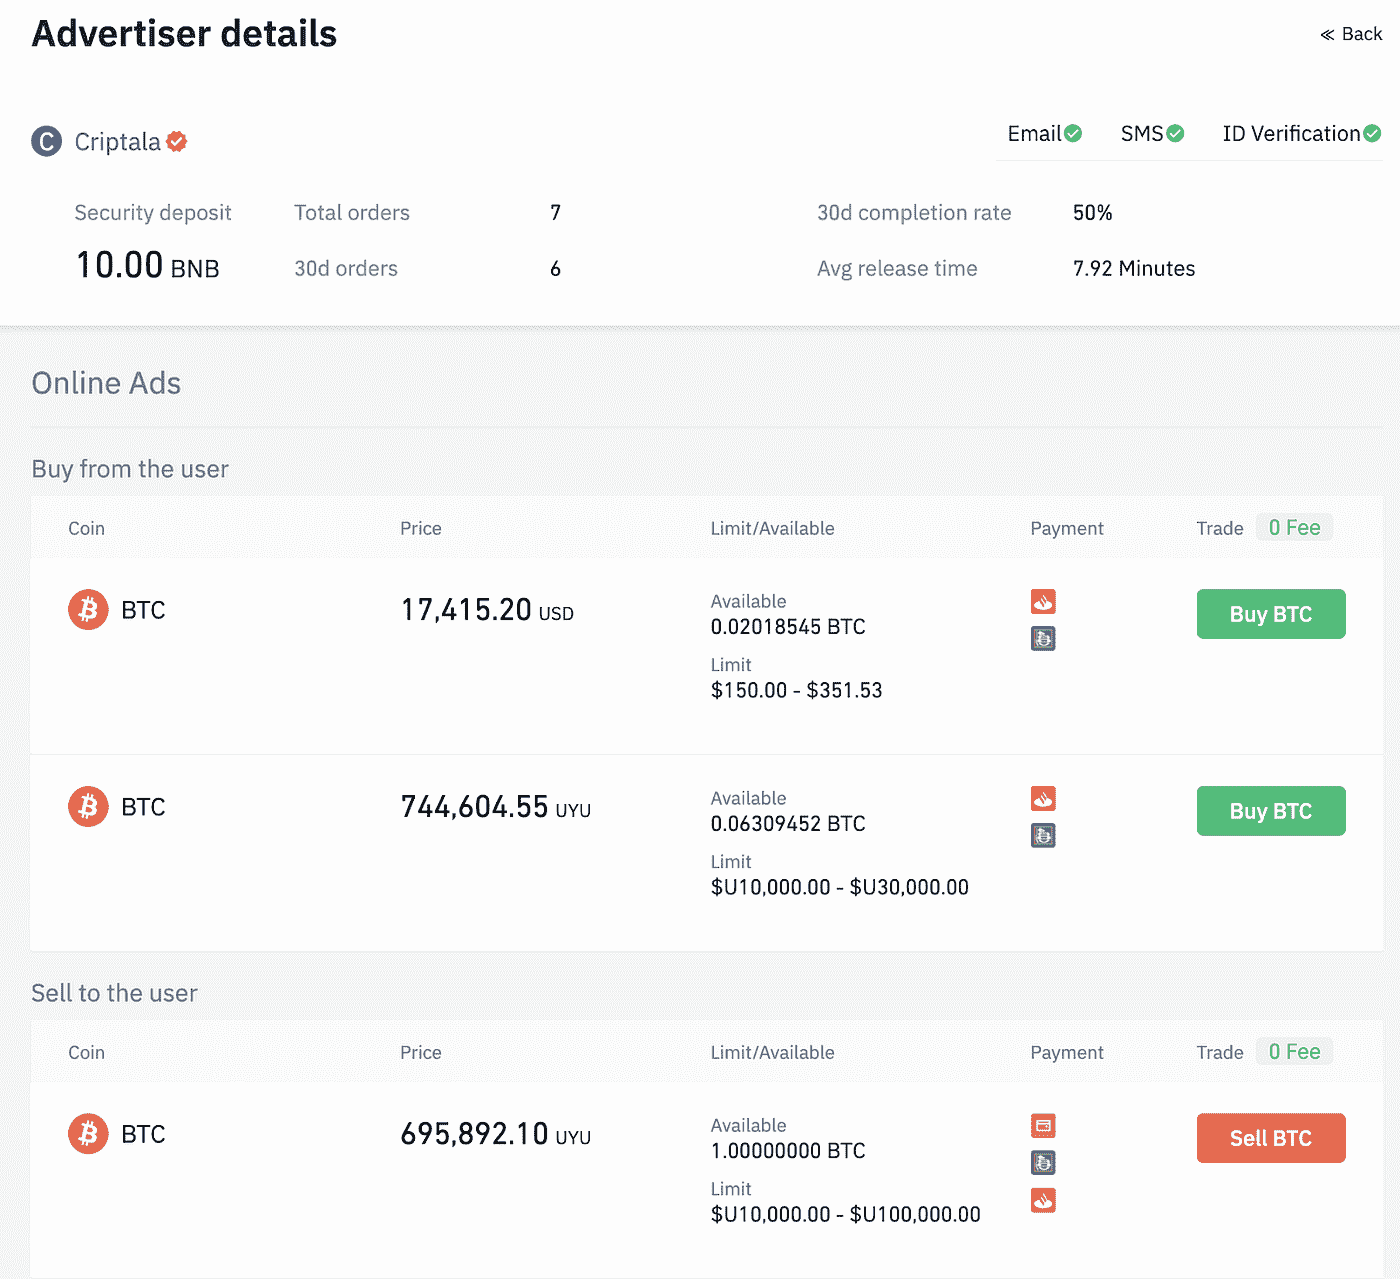 Advertiser details
≪ Back
C Criptala
Email SMS ID Verification
Security deposit Total orders 7 30d completion rate 50%
10.00 BNB 30d orders 6 Avg release time 7.92 Minutes
Online Ads
Buy from the user
Coin Price Limit/Available Payment Trade 0 Fee
BTC 17,415.20 USD Available Buy BTC
0.02018545 BTC
Limit
$150.00 - $351.53
BTC 744,604.55 UYU Available Buy BTC
0.06309452 BTC
Limit
$U10,000.00 - $U30,000.00
Sell to the user
Coin Price Limit/Available Payment Trade 0 Fee
BTC 695,892.10 UYU Available Sell BTC
1.00000000 BTC
Limit
$U10,000.00 - $U100,000.00